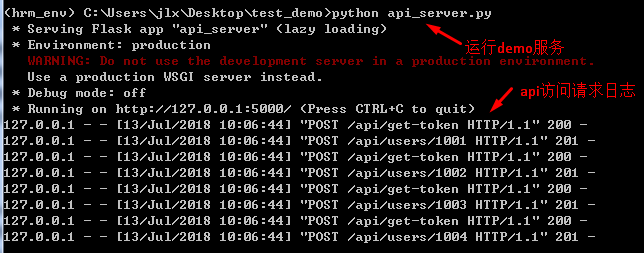 (hrm_env) C:\Users\jlx\Desktop\test_demo>python api_server.py
 * Serving Flask app "api_server" (lazy loading)
 * Environment: production
运行demo服务
   WARNING: Do not use the development server in a production environment.
   Use a production WSGI server instead.
 * Debug mode: off
api访问请求日志
 * Running on http://127.0.0.1:5000/ (Press CTRL+C to quit)
127.0.0.1 - - [13/Jul/2018 10:06:44] "POST /api/get-token HTTP/1.1" 200 -
127.0.0.1 - - [13/Jul/2018 10:06:44] "POST /api/users/1001 HTTP/1.1" 201 -
127.0.0.1 - - [13/Jul/2018 10:06:44] "POST /api/get-token HTTP/1.1" 200 -
127.0.0.1 - - [13/Jul/2018 10:06:44] "POST /api/users/1002 HTTP/1.1" 201 -
127.0.0.1 - - [13/Jul/2018 10:06:44] "POST /api/get-token HTTP/1.1" 200 -
127.0.0.1 - - [13/Jul/2018 10:06:44] "POST /api/users/1003 HTTP/1.1" 201 -
127.0.0.1 - - [13/Jul/2018 10:06:44] "POST /api/get-token HTTP/1.1" 200 -
127.0.0.1 - - [13/Jul/2018 10:06:44] "POST /api/users/1004 HTTP/1.1" 201 -